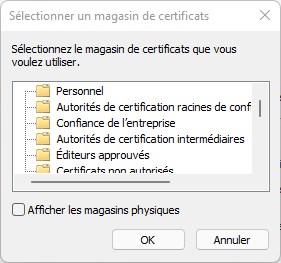 Sélectionner un magasin de certificats
Sélectionnez le magasin de certificats que vous
voulez utiliser.
Personnel
Autorités de certification racines de conf
Confiance de l'entreprise
Autorités de certification intermédiaires
Éditeurs approuvés
Certificats non autorisés
Afficher les magasins physiques
OK
Annuler